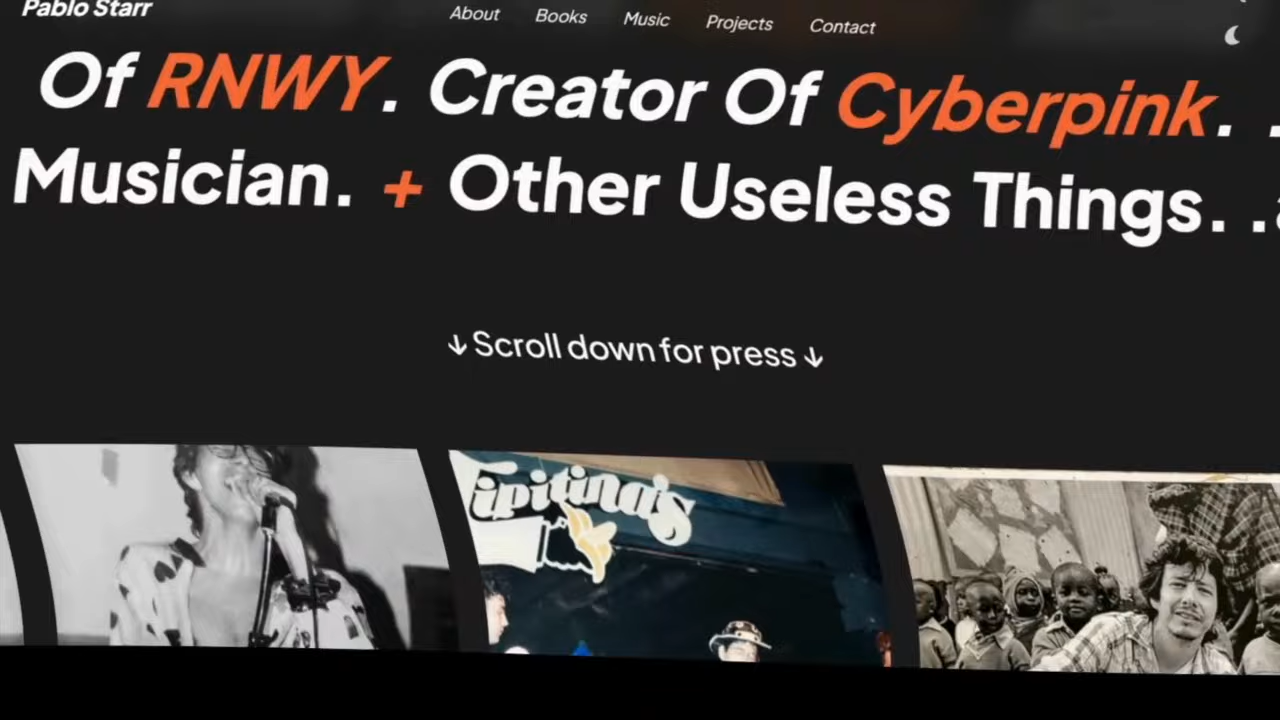 Pablo Starr
About Books Music Projects Contact
Of RNWY. Creator Of Cyberpink. .
Musician. + Other Useless Things. .
↓ Scroll down for press ↓
Tipitina's